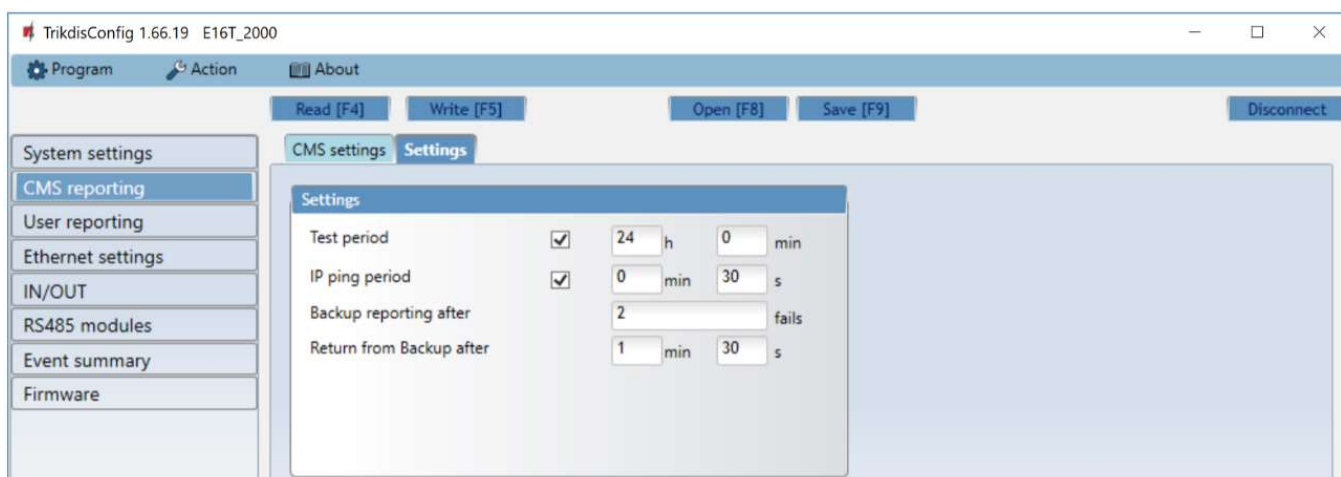 TrikdisConfig 1.66.19 E16T_2000
Program Action About
Read [F4] Write [F5] Open [F8] Save [F9] Disconnect
System settings
CMS reporting
User reporting
Ethernet settings
IN/OUT
RS485 modules
Event summary
Firmware
CMS settings Settings
Settings
Test period 24 h 0 min
IP ping period 0 min 30 s
Backup reporting after 2 fails
Return from Backup after 1 min 30 s